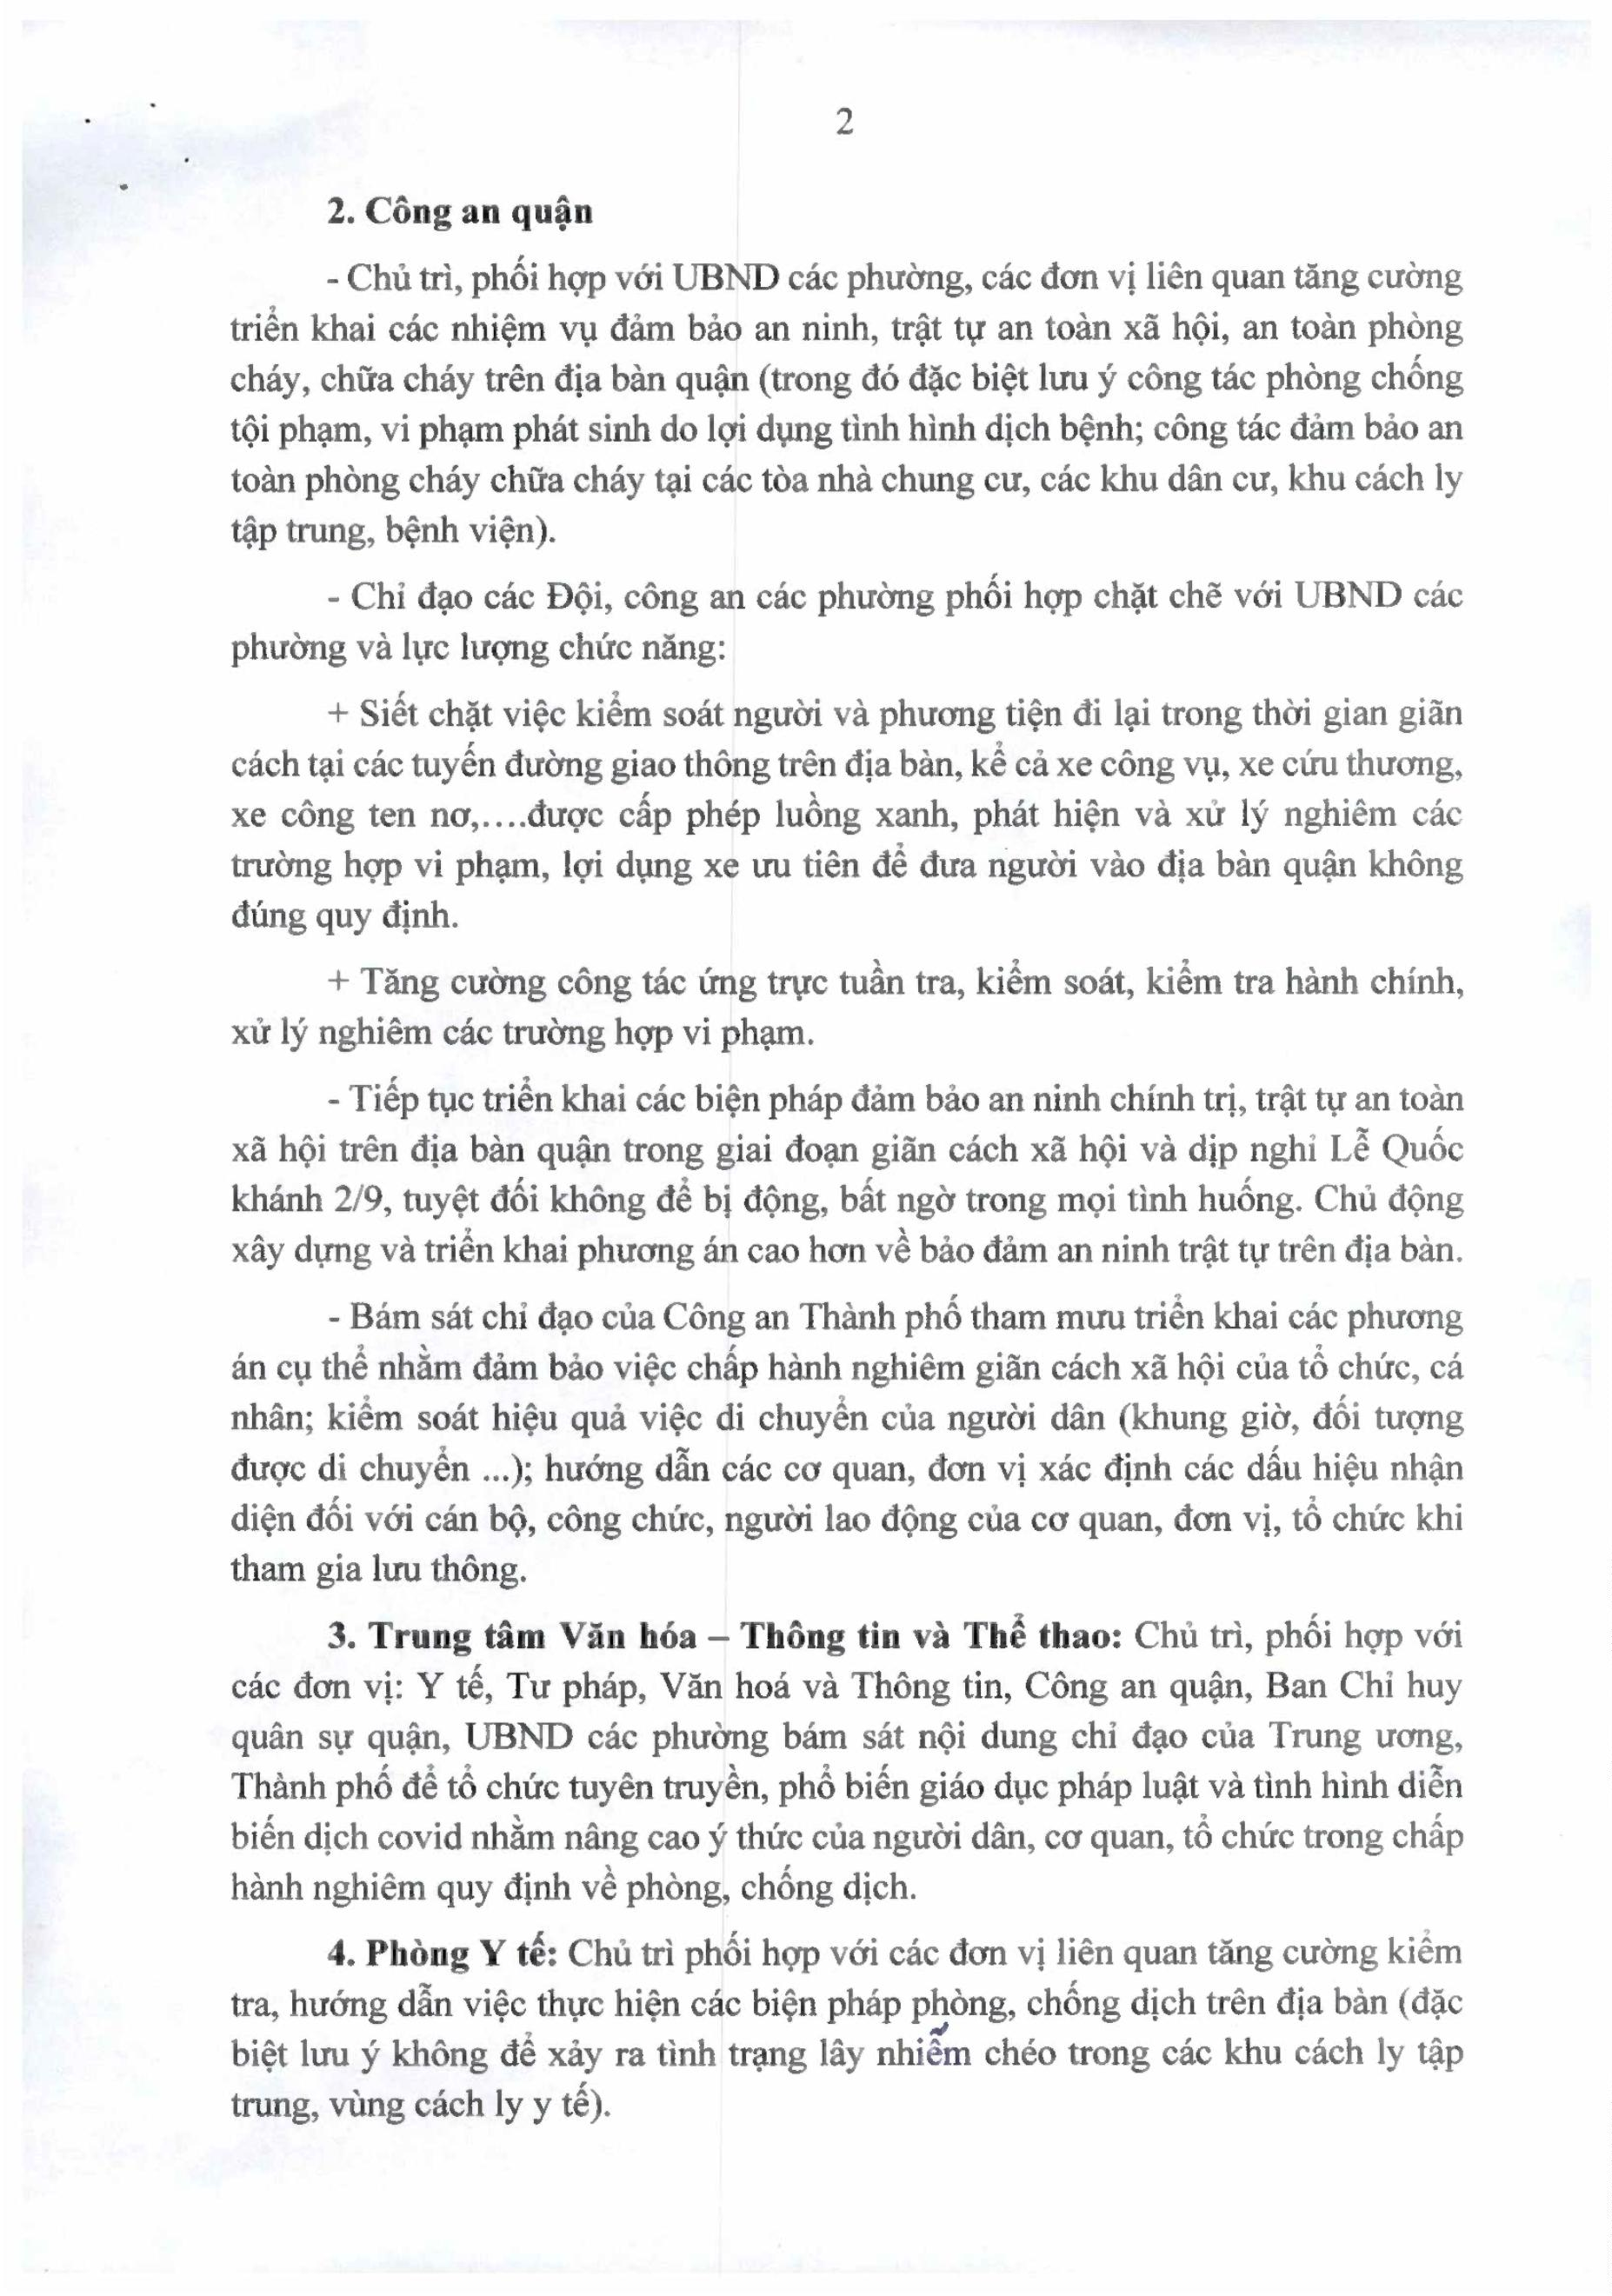 2
2. Công an quận
- Chủ trì, phối hợp với UBND các phường, các đơn vị liên quan tăng cường
triển khai các nhiệm vụ đảm bảo an ninh, trật tự an toàn xã hội, an toàn phòng
cháy, chữa cháy trên địa bàn quận (trong đó đặc biệt lưu ý công tác phòng chống
tội phạm, vi phạm phát sinh do lợi dụng tình hình dịch bệnh; công tác đảm bảo an
toàn phòng cháy chữa cháy tại các tòa nhà chung cư, các khu dân cư, khu cách ly
tập trung, bệnh viện).
- Chỉ đạo các Đội, công an các phường phối hợp chặt chẽ với UBND các
phường và lực lượng chức năng:
+ Siết chặt việc kiểm soát người và phương tiện đi lại trong thời gian giãn
cách tại các tuyến đường giao thông trên địa bàn, kể cả xe công vụ, xe cứu thương,
xe công ten nơ,....được cấp phép luồng xanh, phát hiện và xử lý nghiêm các
trường hợp vi phạm, lợi dụng xe ưu tiên để đưa người vào địa bàn quận không
đúng quy định.
+ Tăng cường công tác ứng trực tuần tra, kiểm soát, kiểm tra hành chính,
xử lý nghiêm các trường hợp vi phạm.
- Tiếp tục triển khai các biện pháp đảm bảo an ninh chính trị, trật tự an toàn
xã hội trên địa bàn quận trong giai đoạn giãn cách xã hội và dịp nghỉ Lễ Quốc
khánh 2/9, tuyệt đối không để bị động, bất ngờ trong mọi tình huống. Chủ động
xây dựng và triển khai phương án cao hơn về bảo đảm an ninh trật tự trên địa bàn.
- Bám sát chỉ đạo của Công an Thành phố tham mưu triển khai các phương
án cụ thể nhằm đảm bảo việc chấp hành nghiêm giãn cách xã hội của tổ chức, cá
nhân; kiểm soát hiệu quả việc di chuyển của người dân (khung giờ, đối tượng
được di chuyển ...); hướng dẫn các cơ quan, đơn vị xác định các dấu hiệu nhận
diện đối với cán bộ, công chức, người lao động của cơ quan, đơn vị, tổ chức khi
tham gia lưu thông.
3. Trung tâm Văn hóa – Thông tin và Thể thao: Chủ trì, phối hợp với
các đơn vị: Y tế, Tư pháp, Văn hoá và Thông tin, Công an quận, Ban Chỉ huy
quân sự quận, UBND các phường bám sát nội dung chỉ đạo của Trung ương,
Thành phố để tổ chức tuyên truyền, phổ biến giáo dục pháp luật và tình hình diễn
biến dịch covid nhằm nâng cao ý thức của người dân, cơ quan, tổ chức trong chấp
hành nghiêm quy định về phòng, chống dịch.
4. Phòng Y tế: Chủ trì phối hợp với các đơn vị liên quan tăng cường kiểm
tra, hướng dẫn việc thực hiện các biện pháp phòng, chống dịch trên địa bàn (đặc
biệt lưu ý không để xảy ra tình trạng lây nhiễm chéo trong các khu cách ly tập
trung, vùng cách ly y tế).